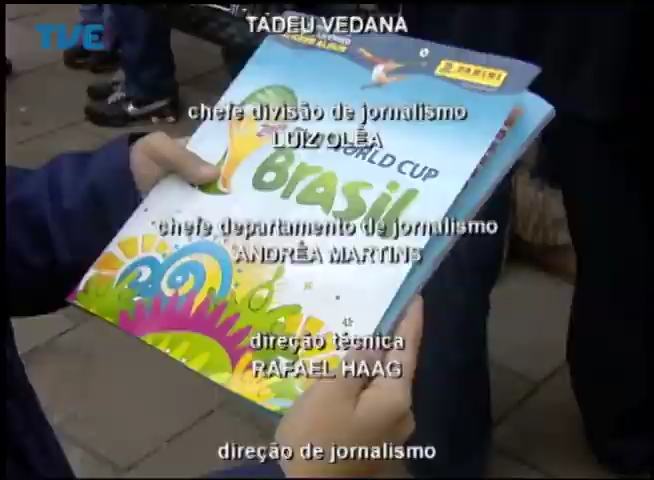 TADEU VEDANA
TVE
PANINI
chefe divisão de jornalismo
LUIZ OLÊA
WORLD CUP
Brasil
chefe departamento de jornalismo
ANDRÉA MARTINS
direção técnica
RAFAEL HAAG
direção de jornalismo